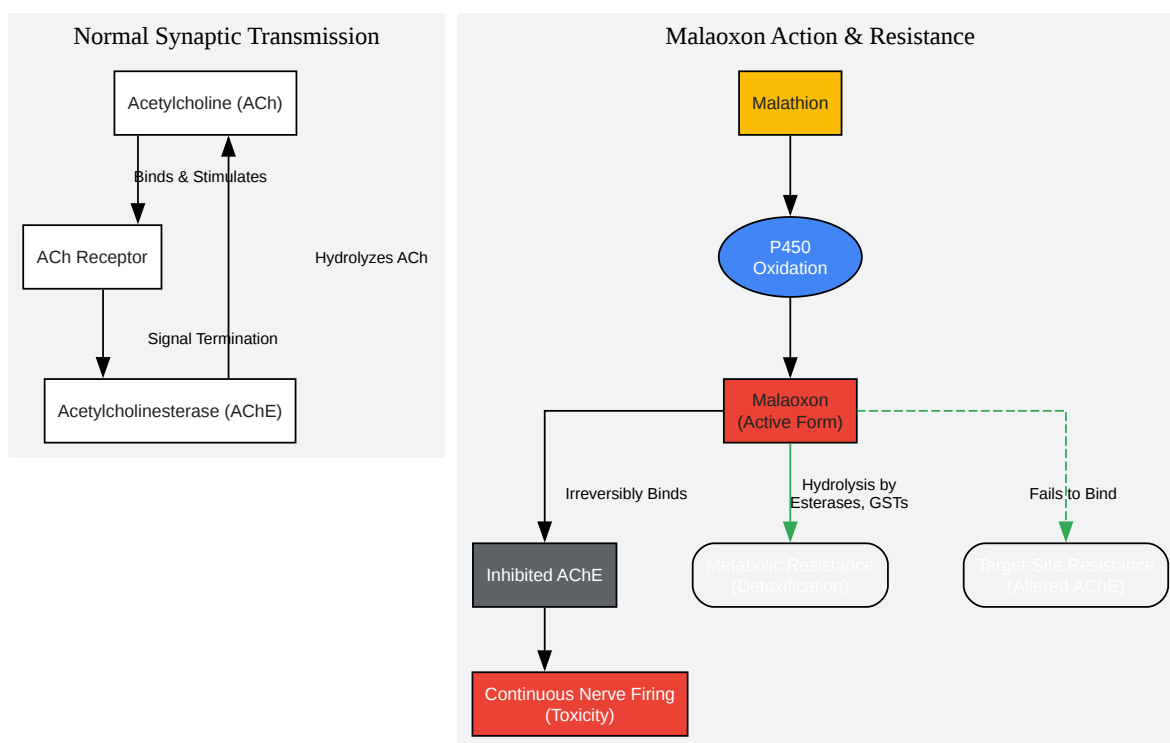 Normal Synaptic Transmission
Acetylcholine (ACh)
Binds & Stimulates
ACh Receptor
Hydrolyzes ACh
Signal Termination
Acetylcholinesterase (AChE)
Malaoxon Action & Resistance
Malathion
P450
Oxidation
Malaoxon
(Active Form)
Irreversibly Binds
Hydrolysis by
Esterases, GSTs
Fails to Bind
Inhibited AChE
Metabolic Resistance
(Detoxification)
Target-Site Resistance
(Altered AChE)
Continuous Nerve Firing
(Toxicity)